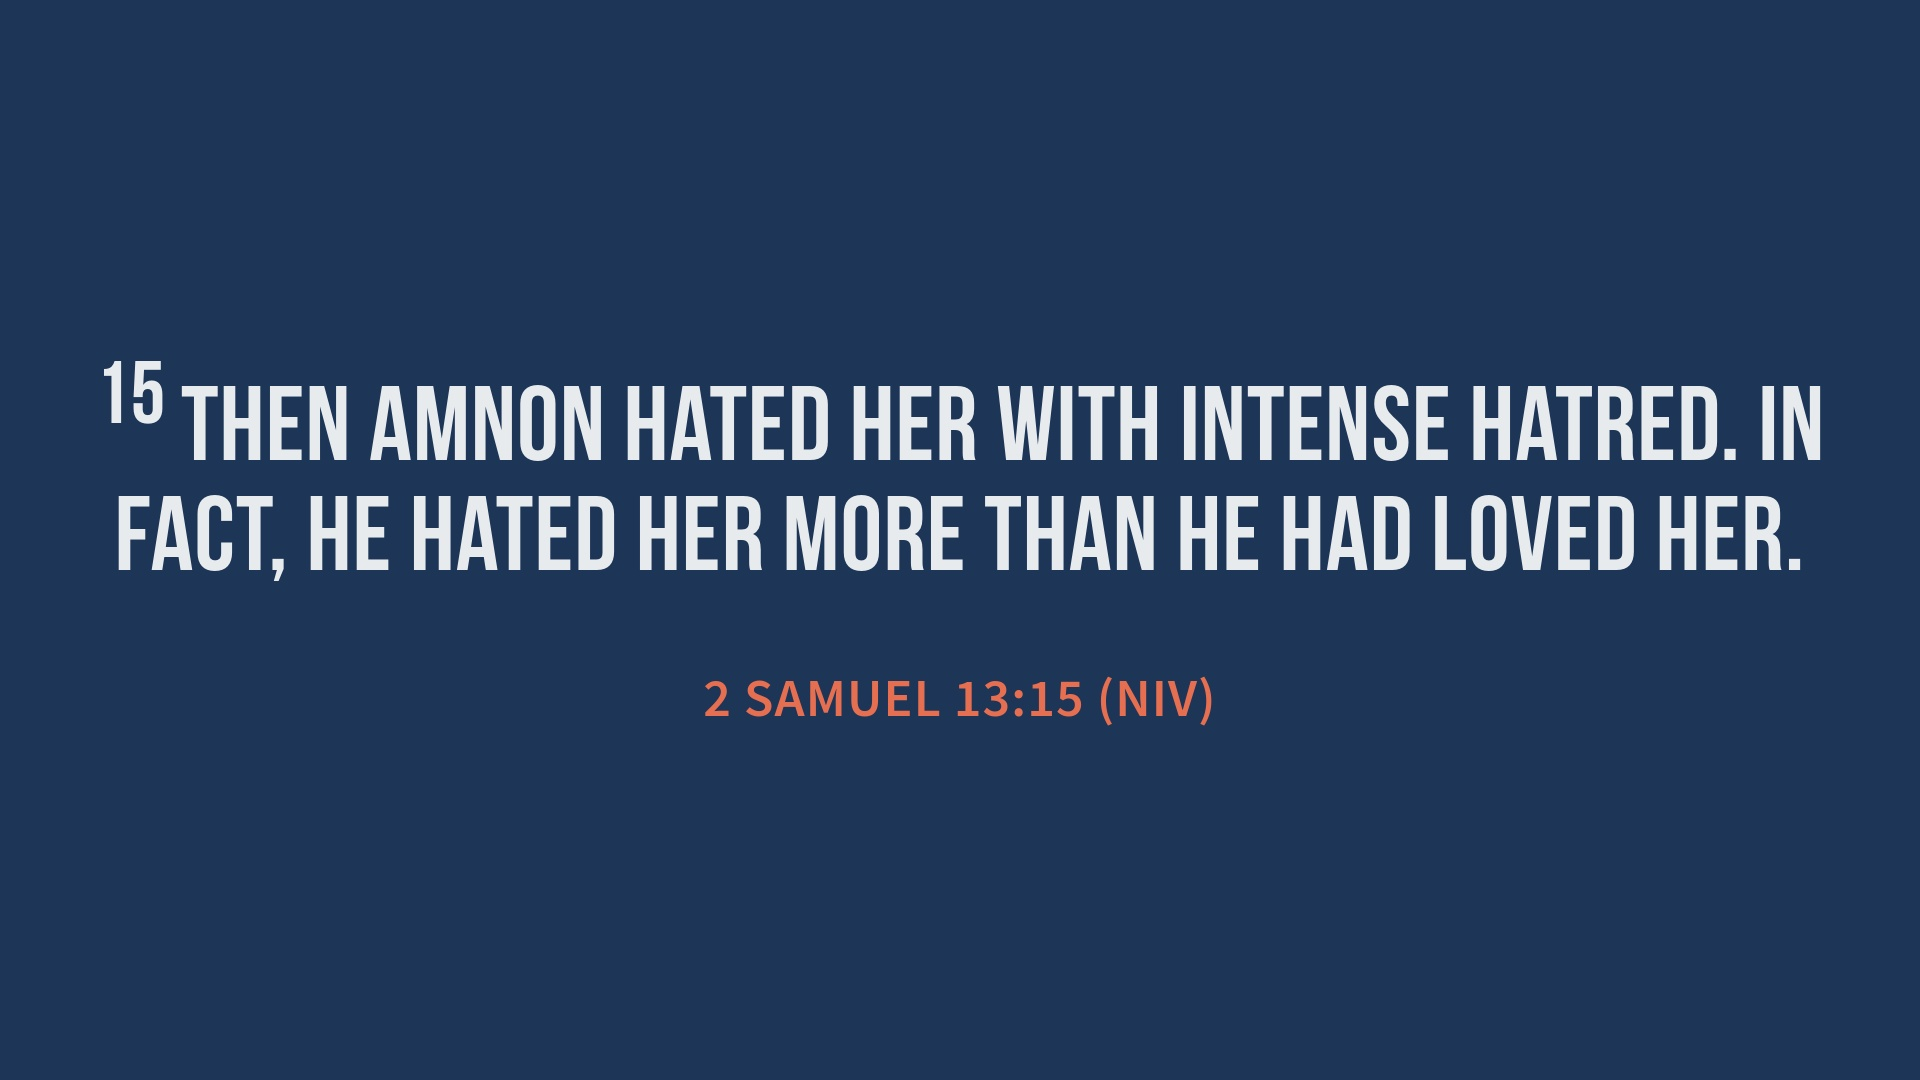 15 THEN AMNON HATED HER WITH INTENSE HATRED. IN
FACT, HE HATED HER MORE THAN HE HAD LOVED HER.
2 SAMUEL 13:15 (NIV)